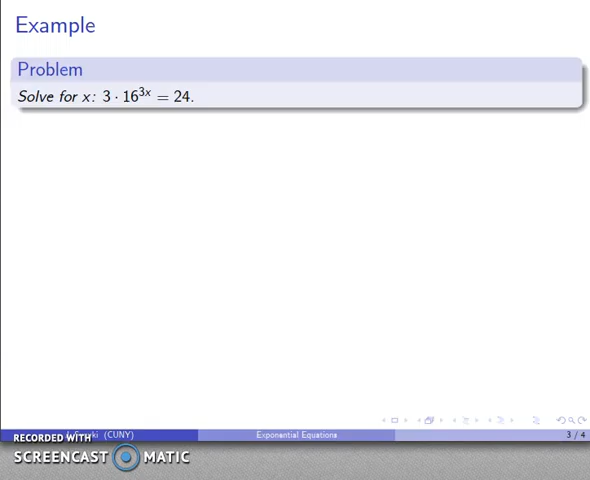 Example
Problem
Solve for x: 3 · 16^{3x} = 24.
(CUNY)
Exponential Equations
3 / 4
RECORDED WITH
SCREENCAST MATIC